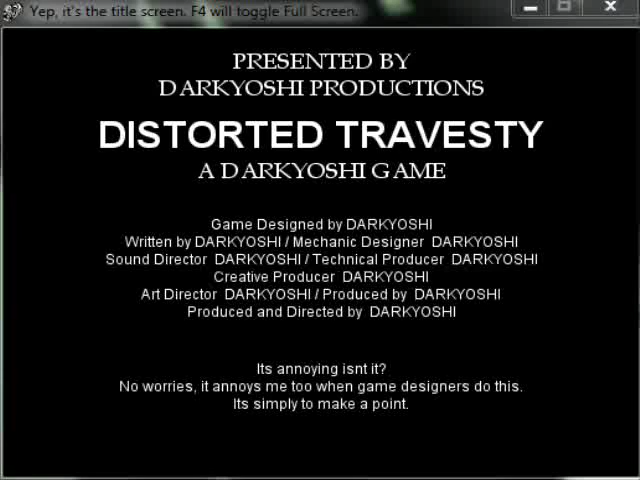 Yep, it's the title screen. F4 will toggle Full Screen.
PRESENTED BY
DARKYOSHI PRODUCTIONS
DISTORTED TRAVESTY
A DARKYOSHI GAME
Game Designed by DARKYOSHI
Written by DARKYOSHI / Mechanic Designer DARKYOSHI
Sound Director DARKYOSHI / Technical Producer DARKYOSHI
Creative Producer DARKYOSHI
Art Director DARKYOSHI / Produced by DARKYOSHI
Produced and Directed by DARKYOSHI
Its annoying isnt it?
No worries, it annoys me too when game designers do this.
Its simply to make a point.